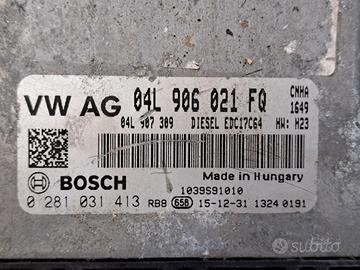 VW AG 04L 906 021 FQ CNHA
1649
04L 907 309 DIESEL EDC17C64 HW: H23
Made in Hungary
BOSCH 1039S91010
0 281 031 413 RB8 658 15-12-31 1324 0191
subito